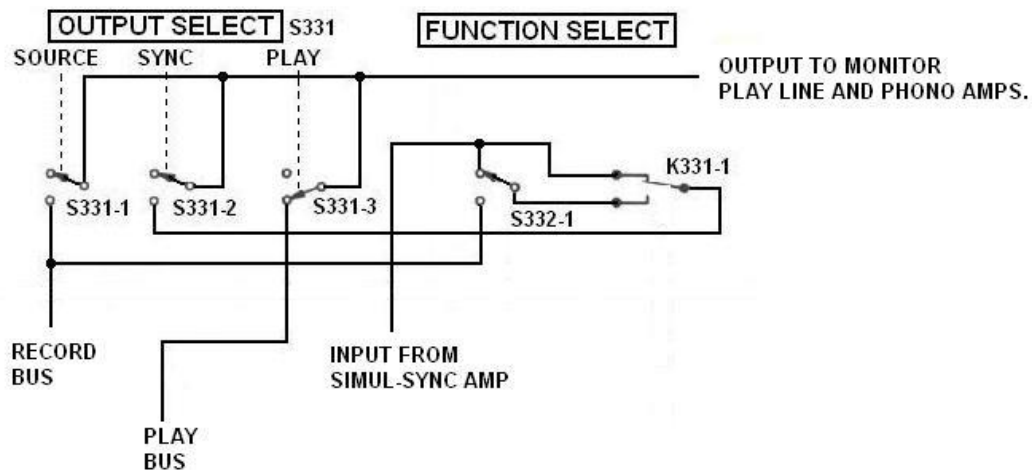 OUTPUT SELECT S331
FUNCTION SELECT
SOURCE SYNC PLAY
OUTPUT TO MONITOR
PLAY LINE AND PHONO AMPS.
K331-1
S331-1 S331-2 S331-3 S332-1
RECORD
BUS
INPUT FROM
SIMUL-SYNC AMP
PLAY
BUS